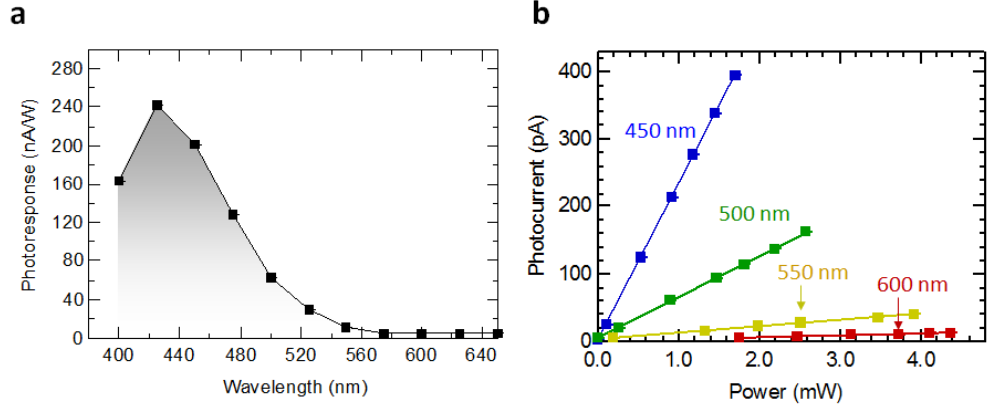 a
280
240
200
160
120
80
40
0
Photoresponse (nA/W)
400 440 480 520 560 600 640
Wavelength (nm)
b
400
300
200
100
0
Photocurrent (pA)
450 nm
500 nm
550 nm
600 nm
0.0 1.0 2.0 3.0 4.0
Power (mW)